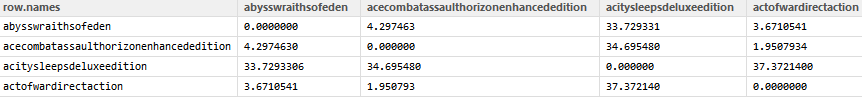 row.names abysswraithsofeden acecombatassaulthorizonenhancededition acitysleepsdeluxeedition actofwardirectaction
abysswraithsofeden 0.0000000 4.297463 33.729331 3.6710541
acecombatassaulthorizonenhancededition 4.2974630 0.000000 34.695480 1.9507934
acitysleepsdeluxeedition 33.7293306 34.695480 0.000000 37.3721400
actofwardirectaction 3.6710541 1.950793 37.372140 0.0000000